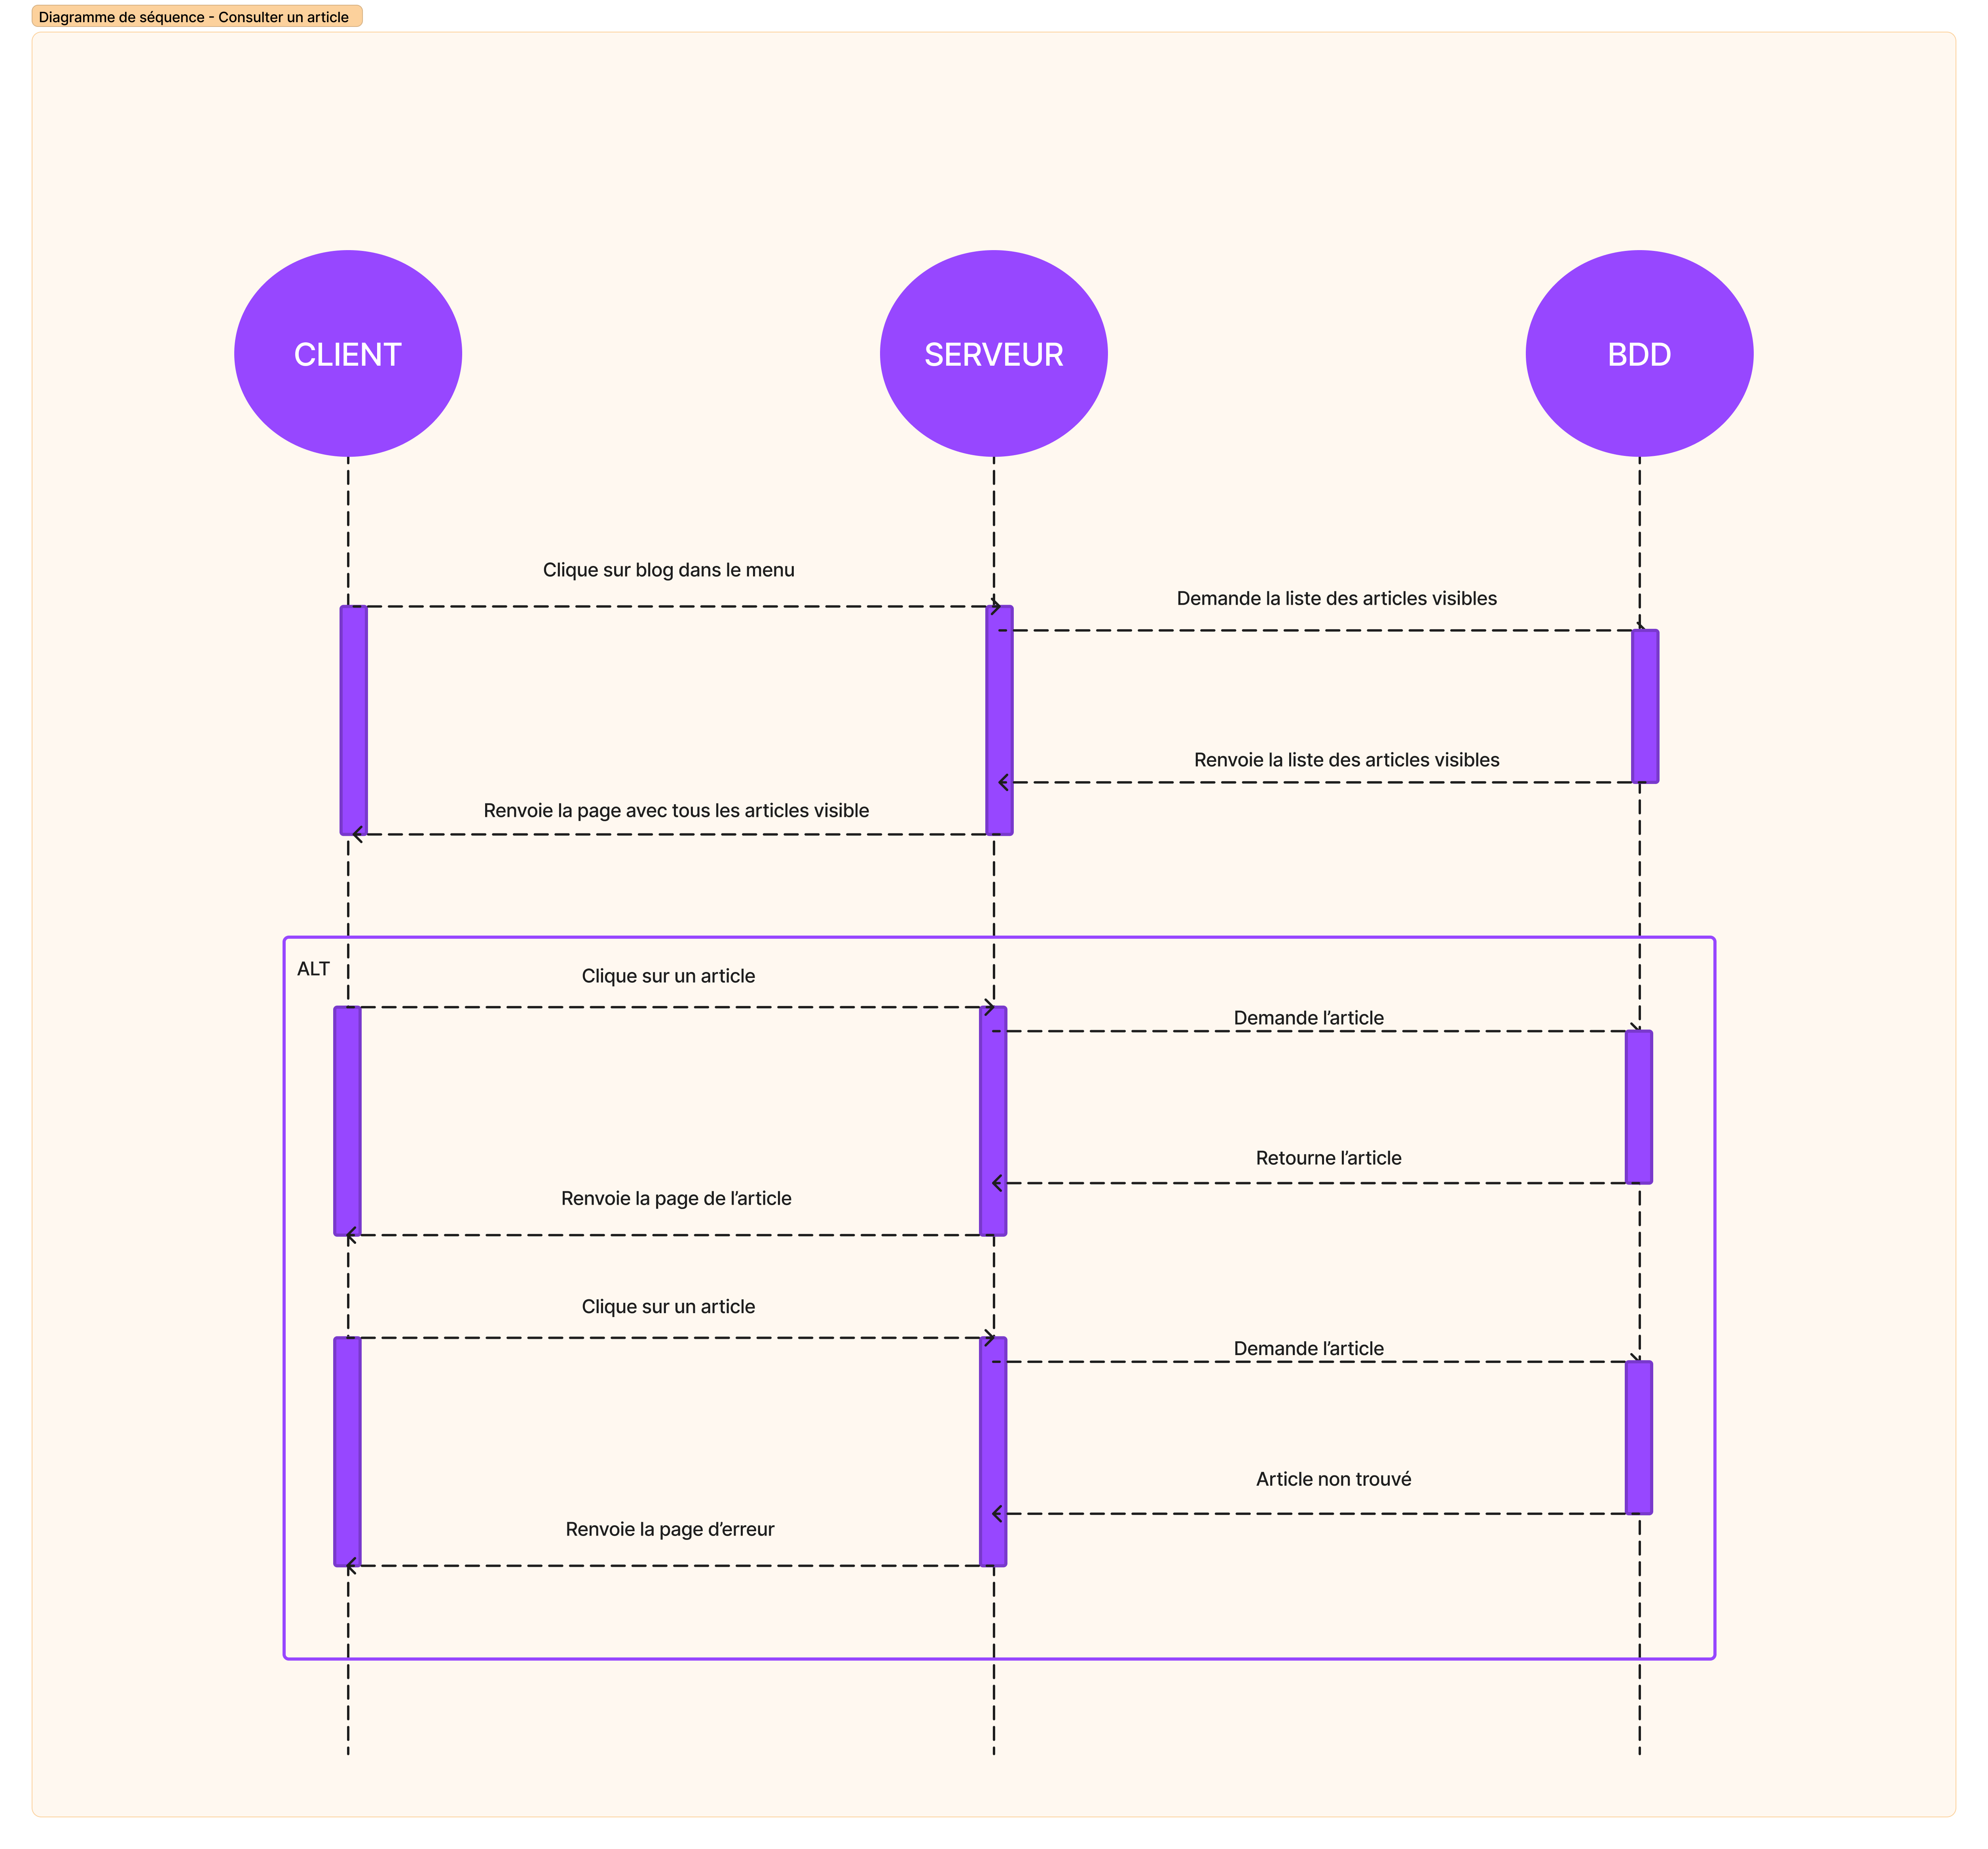 Diagramme de séquence - Consulter un article
CLIENT
SERVEUR
BDD
Clique sur blog dans le menu
Demande la liste des articles visibles
Renvoie la liste des articles visibles
Renvoie la page avec tous les articles visible
ALT
Clique sur un article
Demande l’article
Retourne l’article
Renvoie la page de l’article
Clique sur un article
Demande l’article
Article non trouvé
Renvoie la page d’erreur